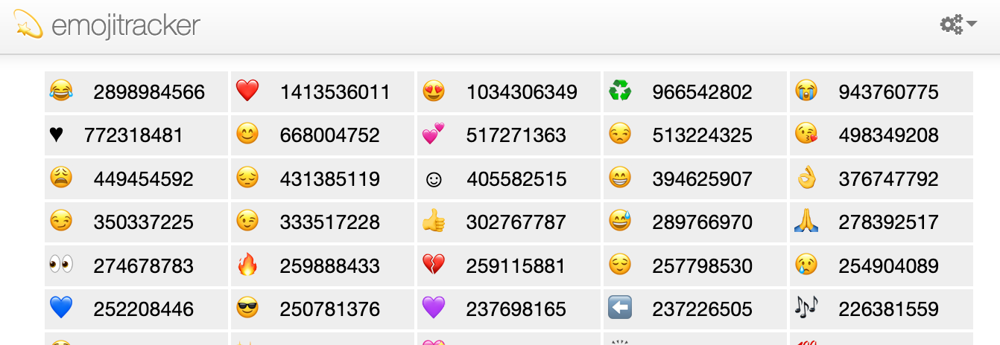 emojitracker
😂 2898984566 ❤️ 1413536011 😍 1034306349 ♻️ 966542802 😭 943760775
♥ 772318481 😊 668004752 💕 517271363 😒 513224325 😘 498349208
😩 449454592 😔 431385119 ☺ 405582515 😁 394625907 👌 376747792
😏 350337225 😉 333517228 👍 302767787 😅 289766970 🙏 278392517
👀 274678783 🔥 259888433 💔 259115881 😌 257798530 😢 254904089
💙 252208446 😎 250781376 💜 237698165 ⬅️ 237226505 🎶 226381559